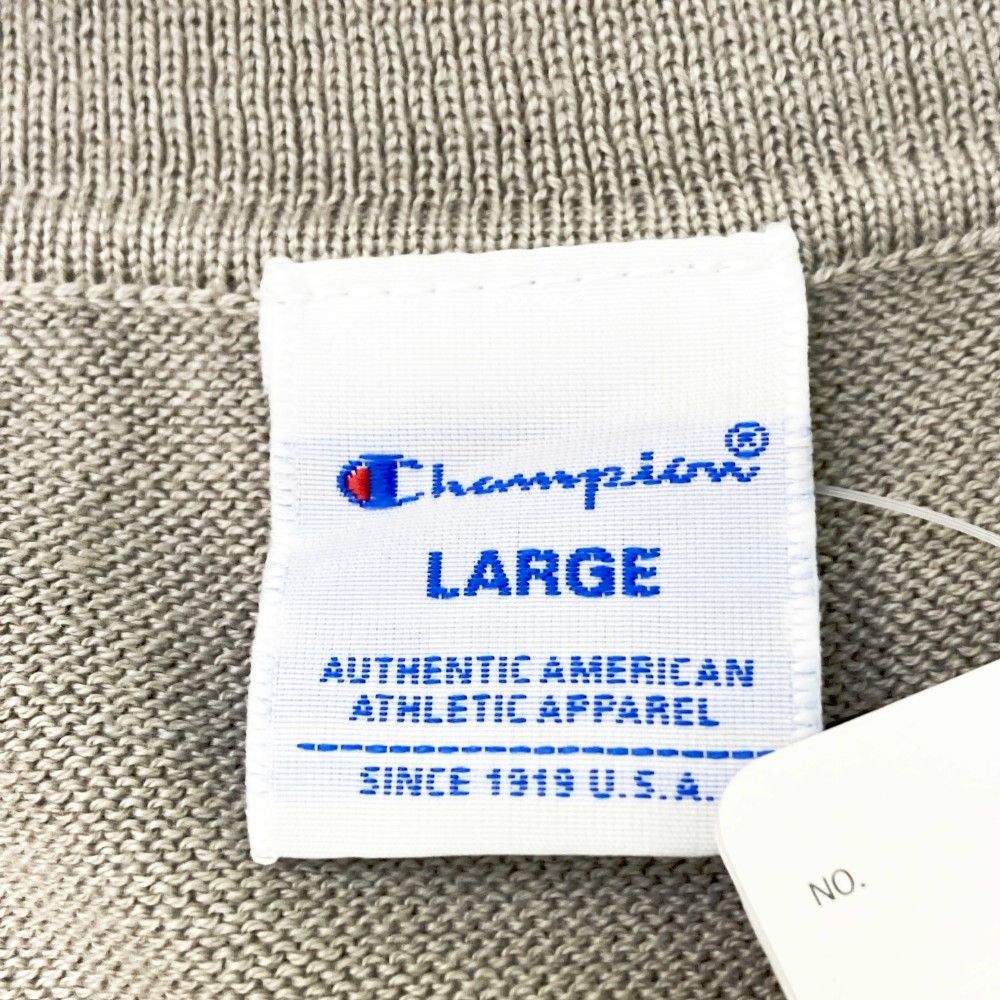 Champion®
LARGE
AUTHENTIC AMERICAN
ATHLETIC APPAREL
SINCE 1919 U.S.A.
NO.